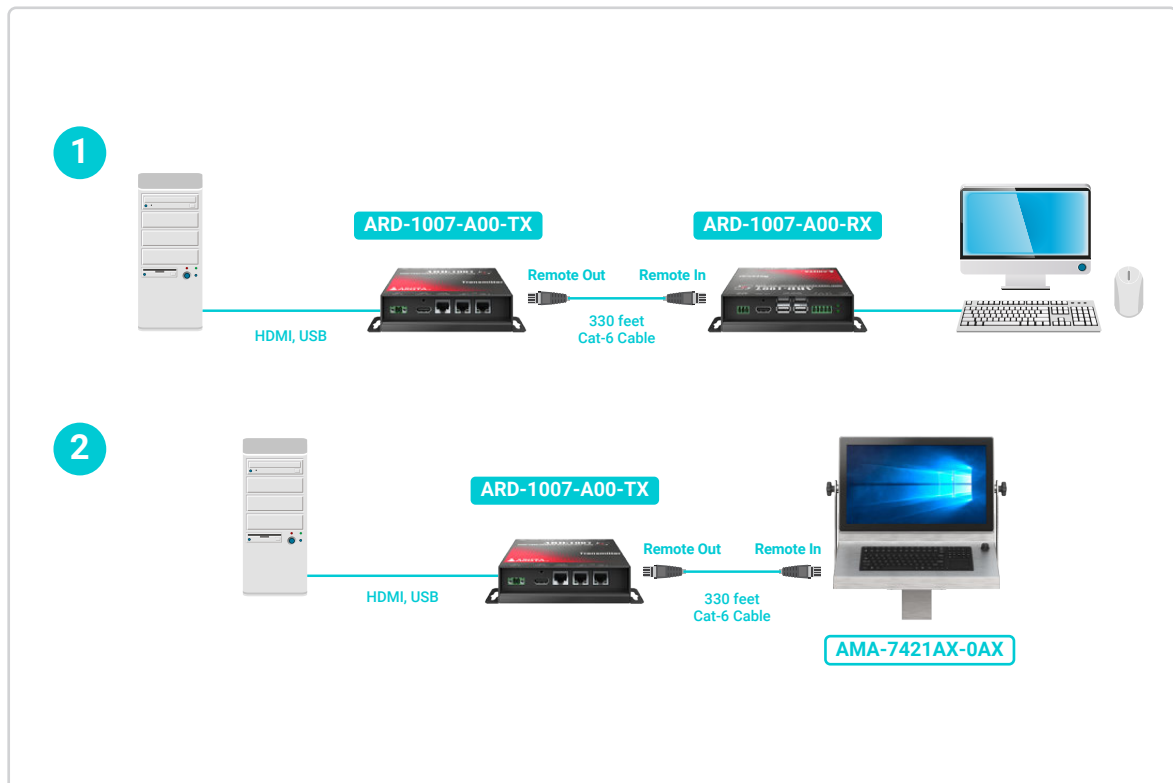 1
ARD-1007-A00-TX
ARD-1007-A00-RX
Remote Out
Remote In
Transmitter
330 feet
Cat-6 Cable
HDMI, USB
2
ARD-1007-A00-TX
Remote Out
Remote In
Transmitter
330 feet
Cat-6 Cable
HDMI, USB
AMA-7421AX-0AX